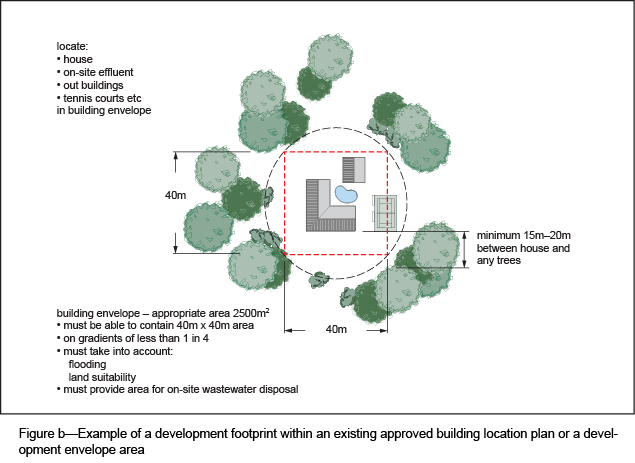 locate:
• house
• on-site effluent
• out buildings
• tennis courts etc
in building envelope
40m
minimum 15m–20m
between house and
any trees
building envelope – appropriate area 2500m²
• must be able to contain 40m x 40m area
• on gradients of less than 1 in 4
• must take into account:
flooding
land suitability
• must provide area for on-site wastewater disposal
40m
Figure b—Example of a development footprint within an existing approved building location plan or a devel-
opment envelope area